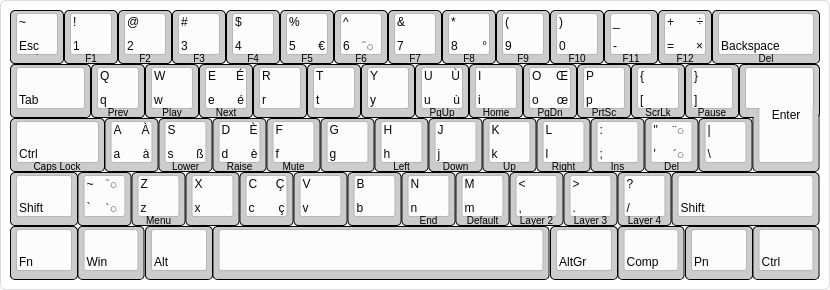 ~ ! @ # $ % ^ & * ( ) _ + ÷
Esc 1 2 3 4 5 € 6 ^○ 7 8 ° 9 0 - = × Backspace
F1 F2 F3 F4 F5 F6 F7 F8 F9 F10 F11 F12 Del
Q W E É R T Y U Ù I O Œ P { }
Tab q w e é r t y u ù i o œ p [ ] Enter
Prev Play Next PgUp Home PgDn PrtSc ScrLk Pause
A À S D È F G H J K L : " ¨○ |
Ctrl a à s ß d è f g h j k l ; ' ´○ \
Caps Lock Lower Raise Mute Left Down Up Right Ins Del
~ ~○ Z X C Ç V B N M < > ?
Shift ` `○ z x c ç v b n m , . / Shift
Menu End Default Layer 2 Layer 3 Layer 4
Fn Win Alt AltGr Comp Pn Ctrl